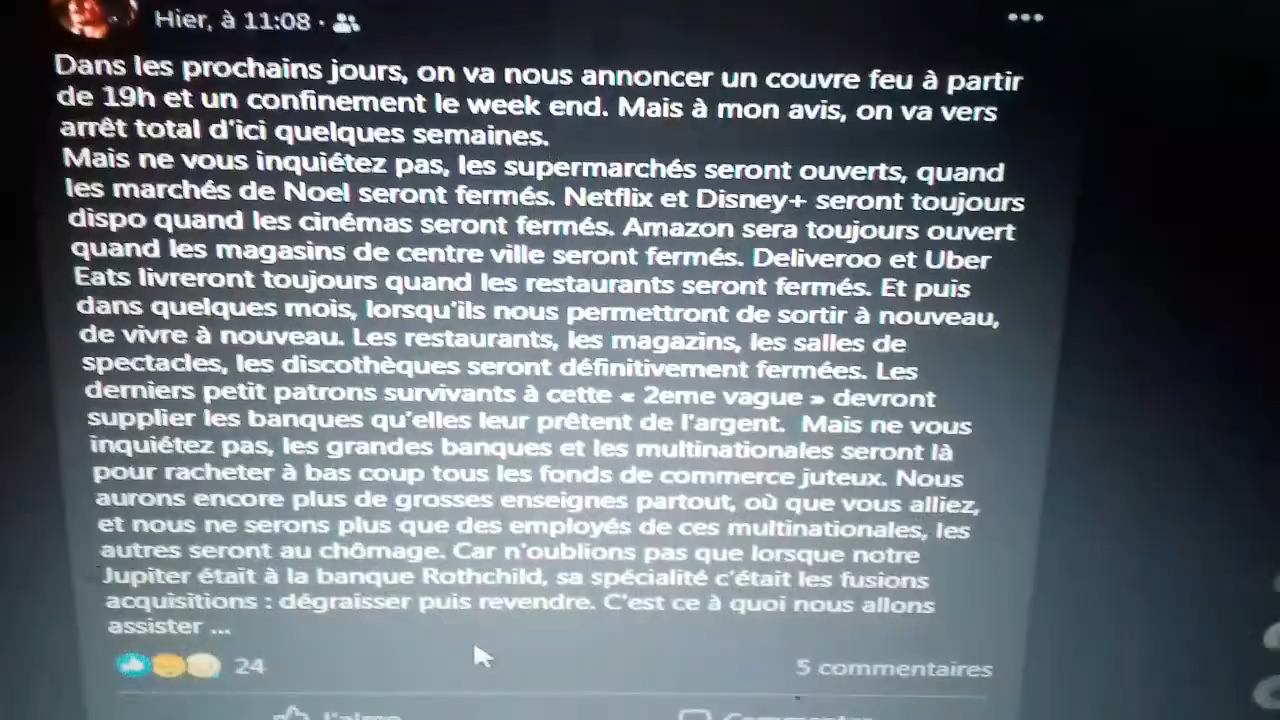 Hier, à 11:08 ·
Dans les prochains jours, on va nous annoncer un couvre feu à partir
de 19h et un confinement le week end. Mais à mon avis, on va vers
arrêt total d'ici quelques semaines.
Mais ne vous inquiétez pas, les supermarchés seront ouverts, quand
les marchés de Noel seront fermés. Netflix et Disney+ seront toujours
dispo quand les cinémas seront fermés. Amazon sera toujours ouvert
quand les magasins de centre ville seront fermés. Deliveroo et Uber
Eats livreront toujours quand les restaurants seront fermés. Et puis
dans quelques mois, lorsqu'ils nous permettront de sortir à nouveau,
de vivre à nouveau. Les restaurants, les magazins, les salles de
spectacles, les discothèques seront définitivement fermées. Les
derniers petit patrons survivants à cette « 2eme vague » devront
supplier les banques qu'elles leur prêtent de l'argent.  Mais ne vous
inquiétez pas, les grandes banques et les multinationales seront là
pour racheter à bas coup tous les fonds de commerce juteux. Nous
aurons encore plus de grosses enseignes partout, où que vous alliez,
et nous ne serons plus que des employés de ces multinationales, les
autres seront au chômage. Car n'oublions pas que lorsque notre
Jupiter était à la banque Rothchild, sa spécialité c'était les fusions
acquisitions : dégraisser puis revendre. C'est ce à quoi nous allons
assister ...
24 5 commentaires
J'aime Commenter